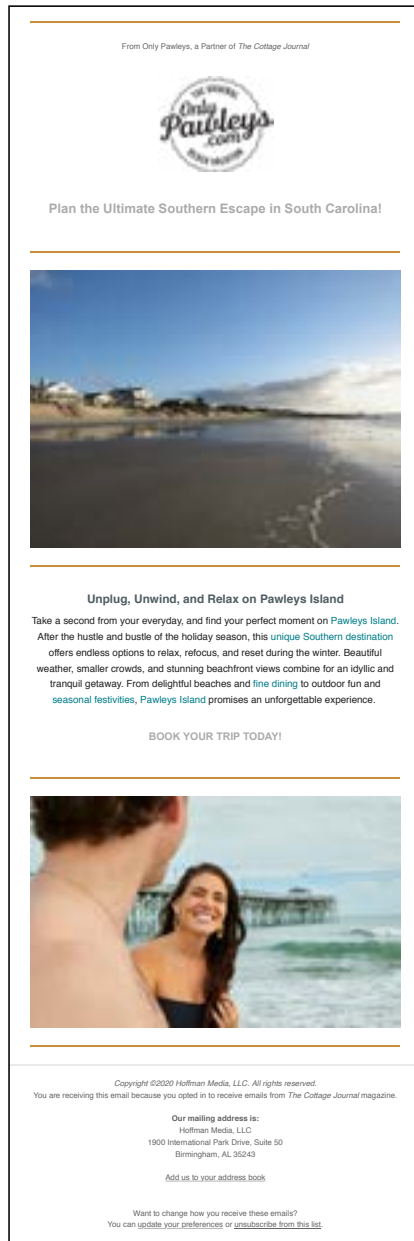 From Only Pawleys, a Partner of The Cottage Journal
THE ORIGINAL
Only
Pawleys
.com
BEACH VACATION
Plan the Ultimate Southern Escape in South Carolina!
Unplug, Unwind, and Relax on Pawleys Island
Take a second from your everyday, and find your perfect moment on Pawleys Island.
After the hustle and bustle of the holiday season, this unique Southern destination
offers endless options to relax, refocus, and reset during the winter. Beautiful
weather, smaller crowds, and stunning beachfront views combine for an idyllic and
tranquil getaway. From delightful beaches and fine dining to outdoor fun and
seasonal festivities, Pawleys Island promises an unforgettable experience.
BOOK YOUR TRIP TODAY!
Copyright ©2020 Hoffman Media, LLC. All rights reserved.
You are receiving this email because you opted in to receive emails from The Cottage Journal magazine.
Our mailing address is:
Hoffman Media, LLC
1900 International Park Drive, Suite 50
Birmingham, AL 35243
Add us to your address book
Want to change how you receive these emails?
You can update your preferences or unsubscribe from this list.